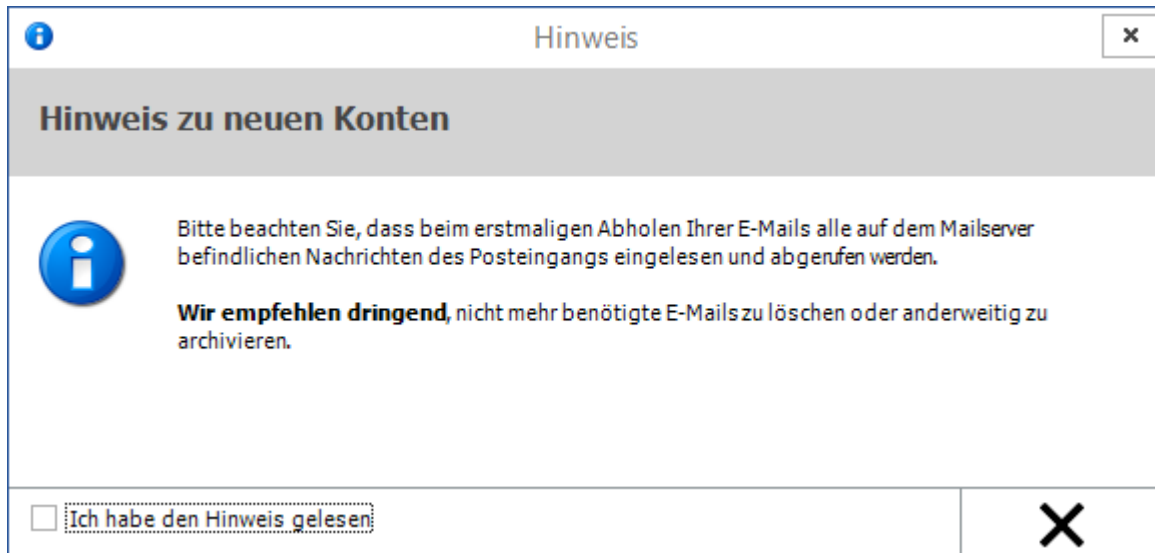 Hinweis
Hinweis zu neuen Konten
Bitte beachten Sie, dass beim erstmaligen Abholen Ihrer E-Mails alle auf dem Mailserver
befindlichen Nachrichten des Posteingangs eingelesen und abgerufen werden.
Wir empfehlen dringend, nicht mehr benötigte E-Mails zu löschen oder anderweitig zu
archivieren.
Ich habe den Hinweis gelesen